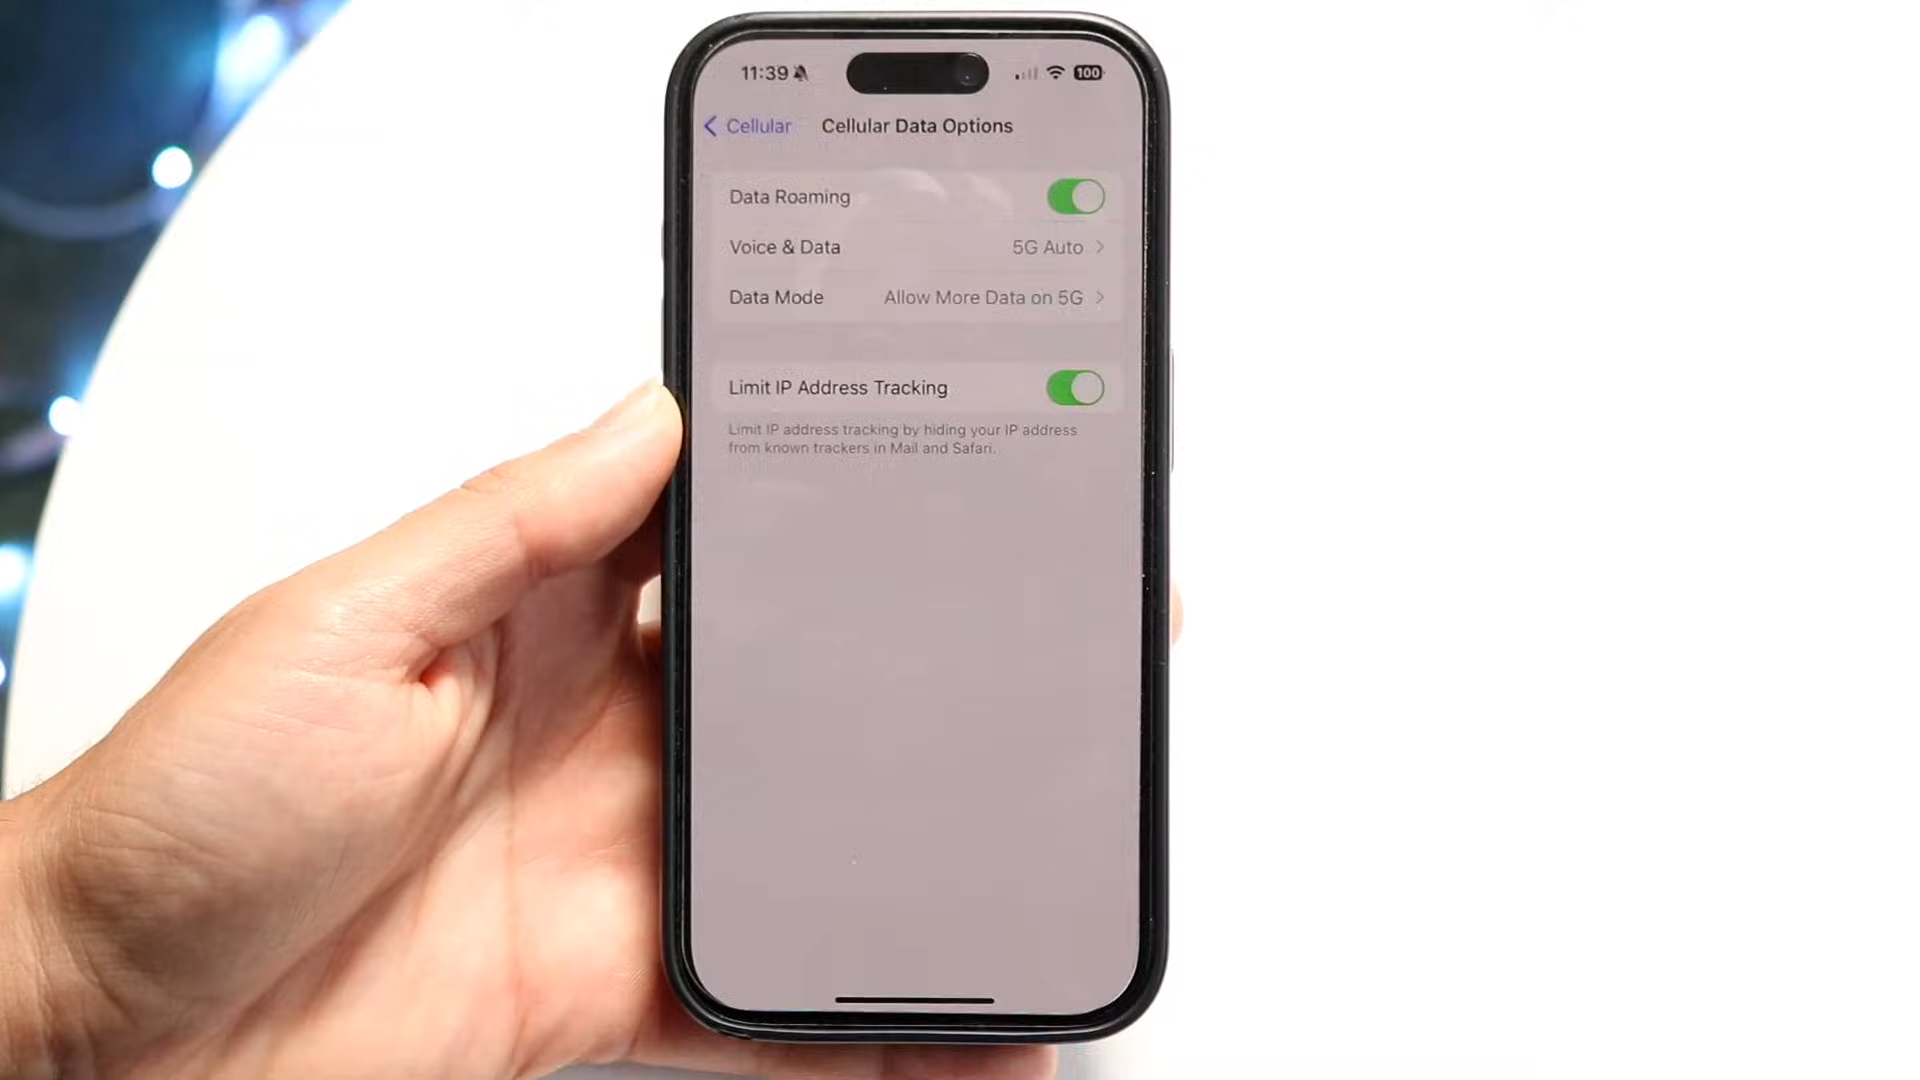 11:39
100
Cellular Cellular Data Options
Data Roaming
Voice & Data 5G Auto
Data Mode Allow More Data on 5G
Limit IP Address Tracking
Limit IP address tracking by hiding your IP address
from known trackers in Mail and Safari.